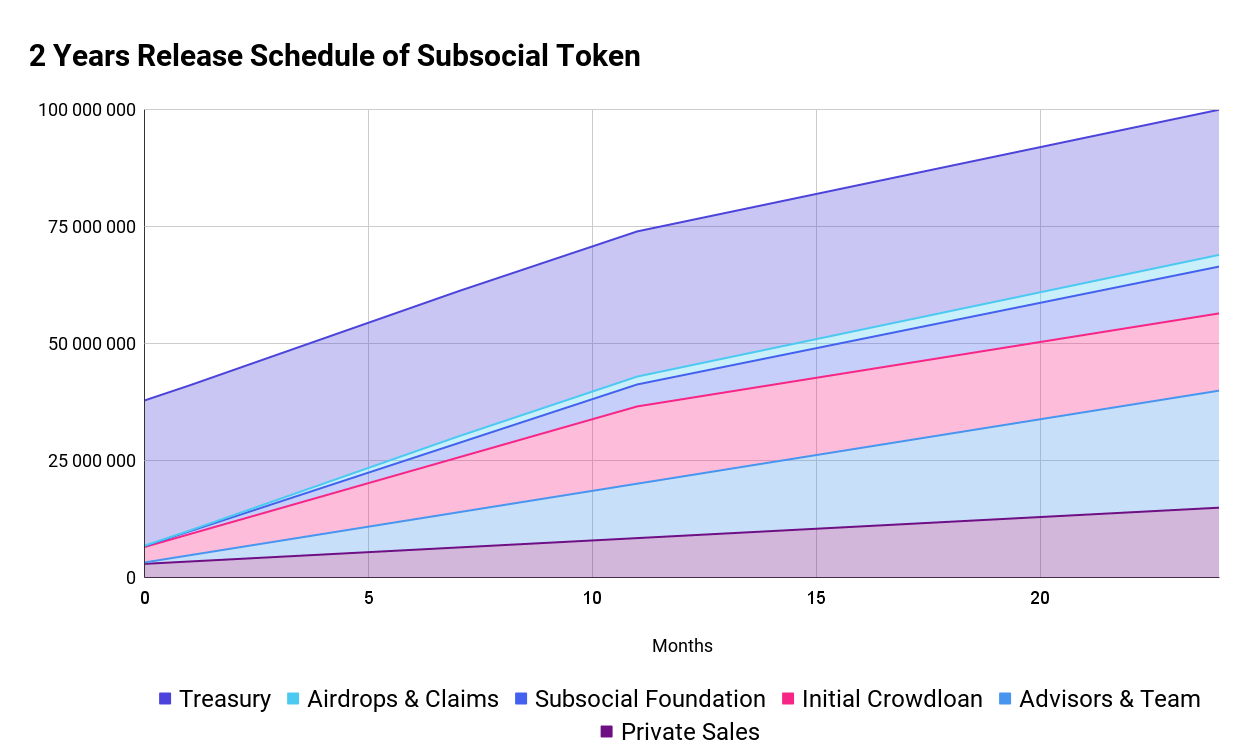 2 Years Release Schedule of Subsocial Token
100 000 000
75 000 000
50 000 000
25 000 000
0
0 5 10 15 20
Months
Treasury Airdrops & Claims Subsocial Foundation Initial Crowdloan Advisors & Team
Private Sales